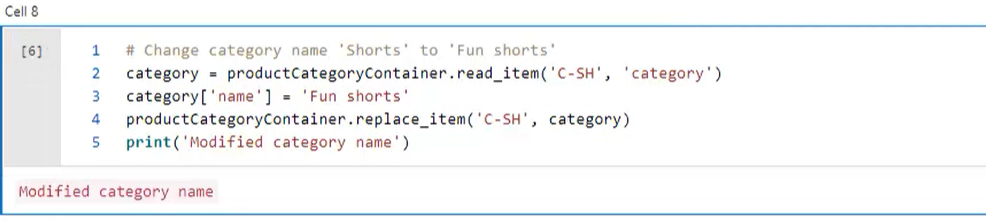 Cell 8
[6]
1 # Change category name 'Shorts' to 'Fun shorts'
2 category = productCategoryContainer.read_item('C-SH', 'category')
3 category['name'] = 'Fun shorts'
4 productCategoryContainer.replace_item('C-SH', category)
5 print('Modified category name')
Modified category name